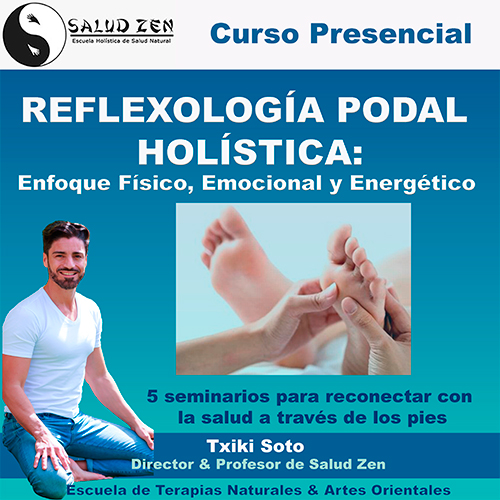 SALUD ZEN
Escuela Holística de Salud Natural
Curso Presencial
REFLEXOLOGÍA PODAL
HOLÍSTICA:
Enfoque Físico, Emocional y Energético
5 seminarios para reconectar con
la salud a través de los pies
Txiki Soto
Director & Profesor de Salud Zen
Escuela de Terapias Naturales & Artes Orientales